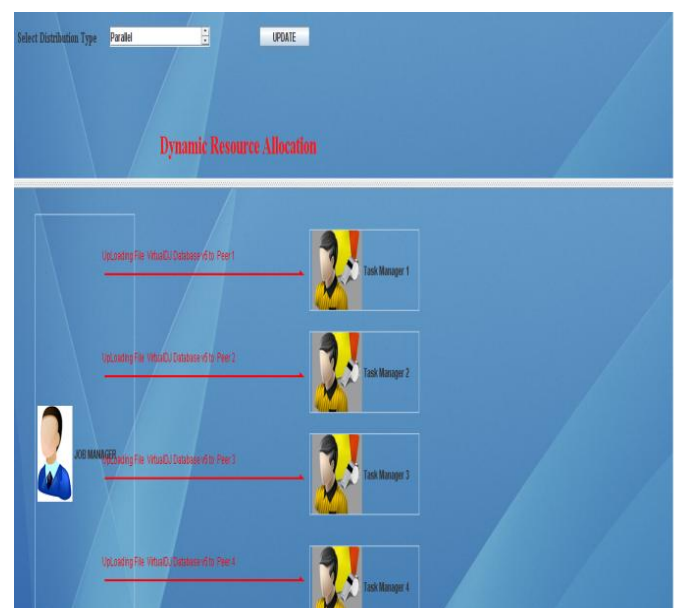 Select Distribution Type Parallel UPDATE
Dynamic Resource Allocation
UpLoading File VirtualDJ Database v6 to Peer 1
Task Manager 1
UpLoading File VirtualDJ Database v6 to Peer 2
Task Manager 2
JOB MANAGER
UpLoading File VirtualDJ Database v6 to Peer 3
Task Manager 3
UpLoading File VirtualDJ Database v6 to Peer 4
Task Manager 4